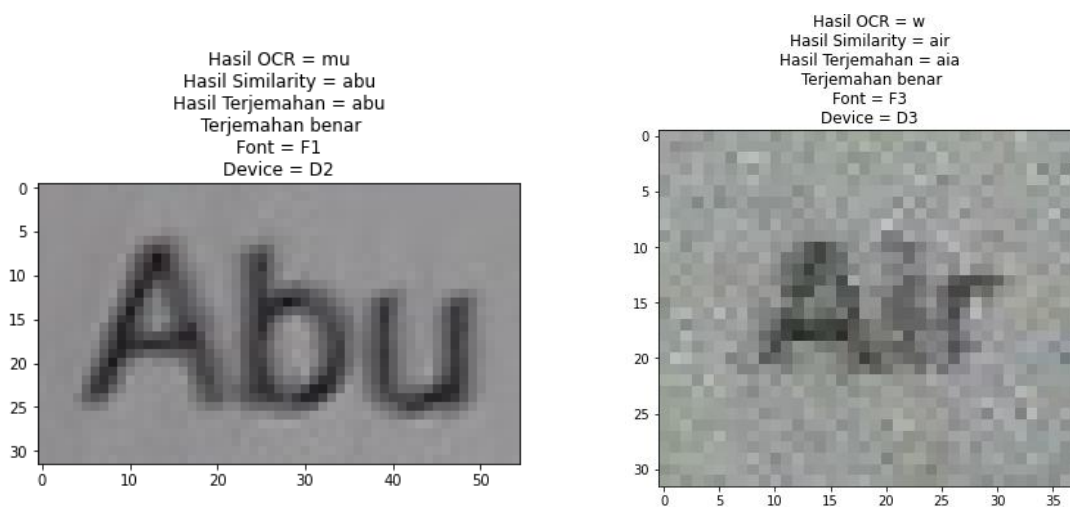 Hasil OCR = mu
Hasil Similarity = abu
Hasil Terjemahan = abu
Terjemahan benar
Font = F1
Device = D2
0
5
10
15
20
25
30
Abu
0 10 20 30 40 50
Hasil OCR = w
Hasil Similarity = air
Hasil Terjemahan = aia
Terjemahan benar
Font = F3
Device = D3
0
5
10
15
20
25
30
Air
0 5 10 15 20 25 30 35